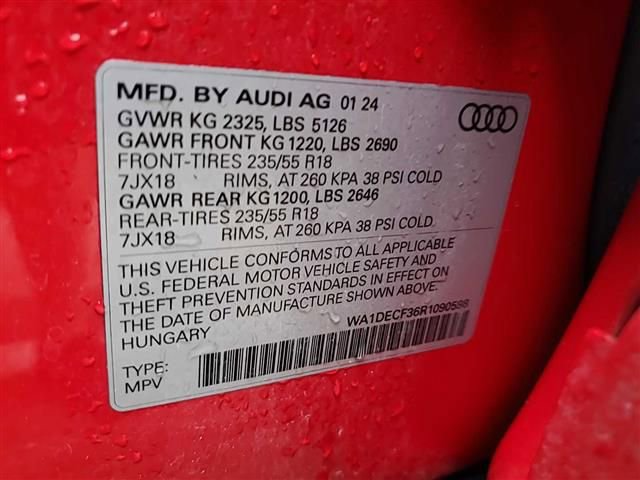 MFD. BY AUDI AG 01 24
GVWR KG 2325, LBS 5126
GAWR FRONT KG 1220, LBS 2690
FRONT-TIRES 235/55 R18
7JX18 RIMS, AT 260 KPA 38 PSI COLD
GAWR REAR KG 1200, LBS 2646
REAR-TIRES 235/55 R18
7JX18 RIMS, AT 260 KPA 38 PSI COLD
THIS VEHICLE CONFORMS TO ALL APPLICABLE
U.S. FEDERAL MOTOR VEHICLE SAFETY AND
THEFT PREVENTION STANDARDS IN EFFECT ON
THE DATE OF MANUFACTURE SHOWN ABOVE.
HUNGARY
WA1DECF36R1090598
TYPE:
MPV